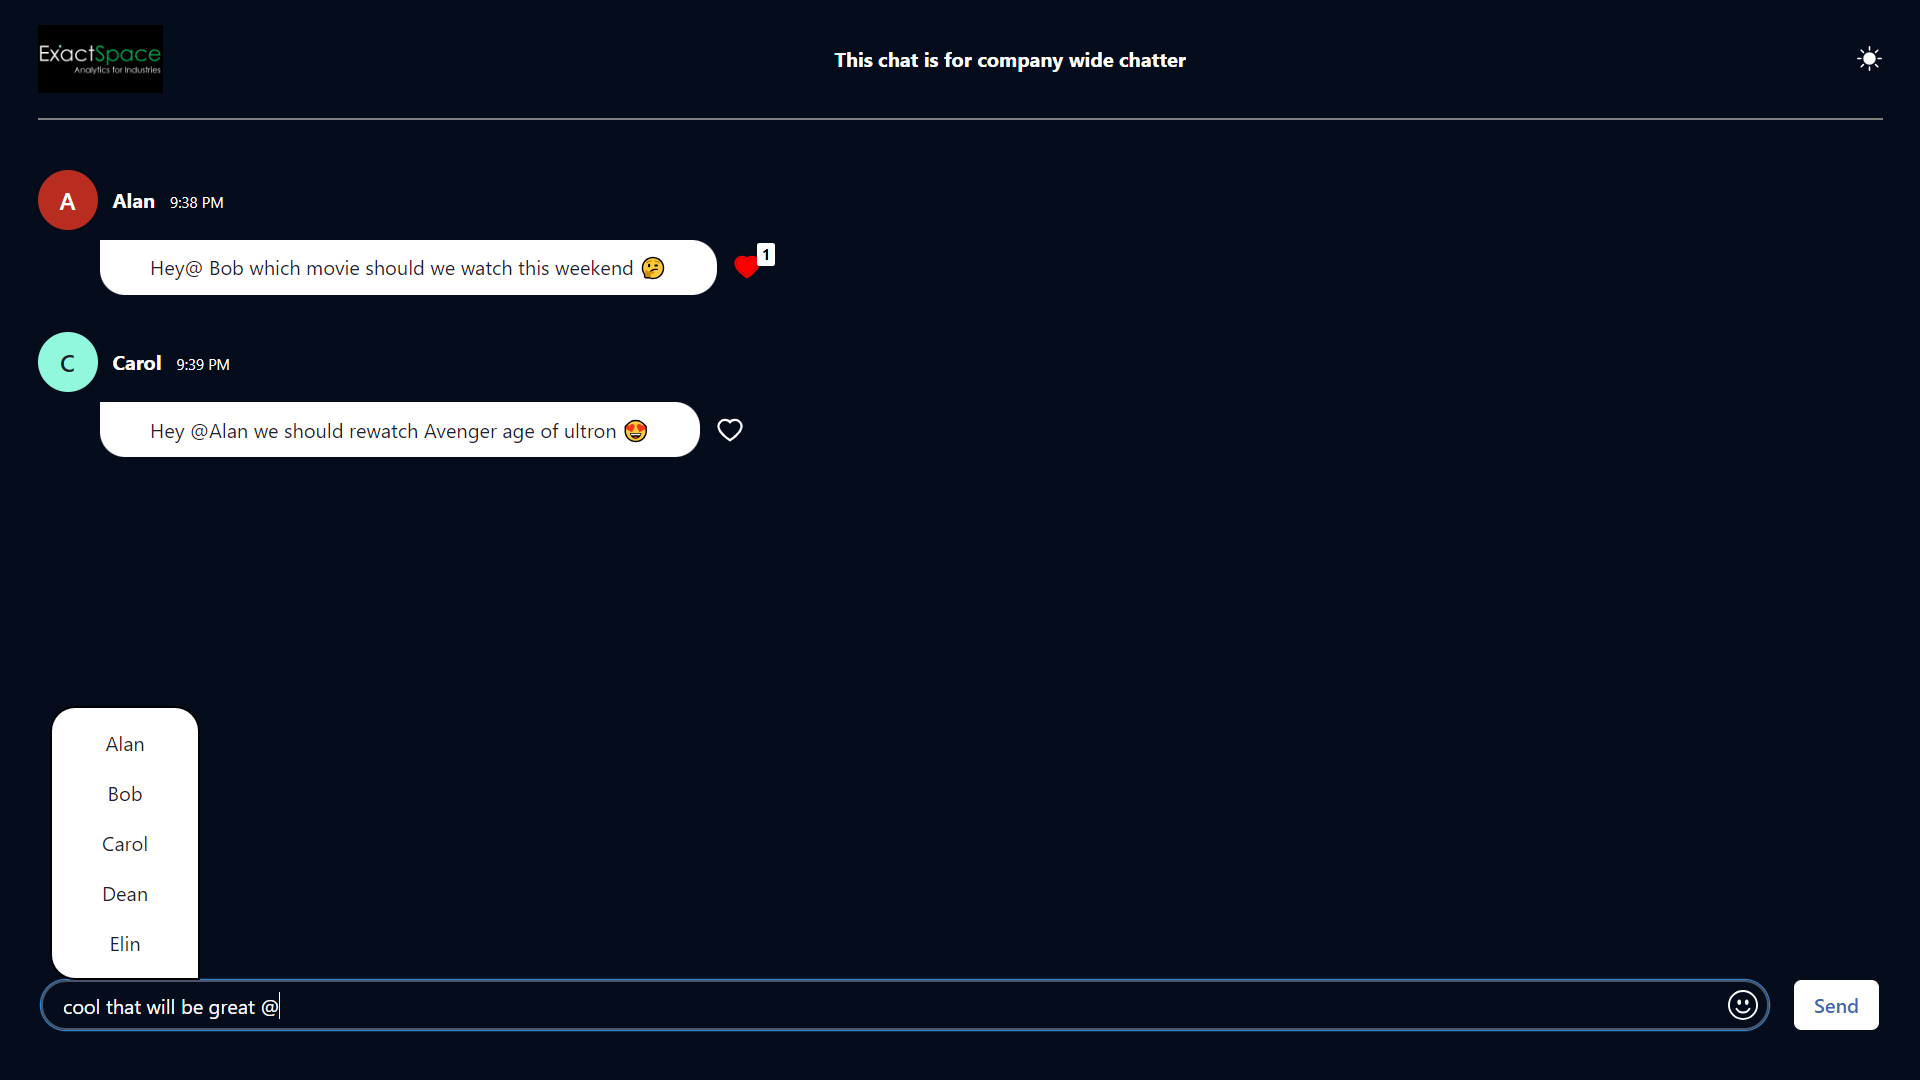 ExactSpace
Analytics for Industries
This chat is for company wide chatter
A
Alan 9:38 PM
Hey@ Bob which movie should we watch this weekend 🤔
1
C
Carol 9:39 PM
Hey @Alan we should rewatch Avenger age of ultron 😍
Alan
Bob
Carol
Dean
Elin
cool that will be great @
Send